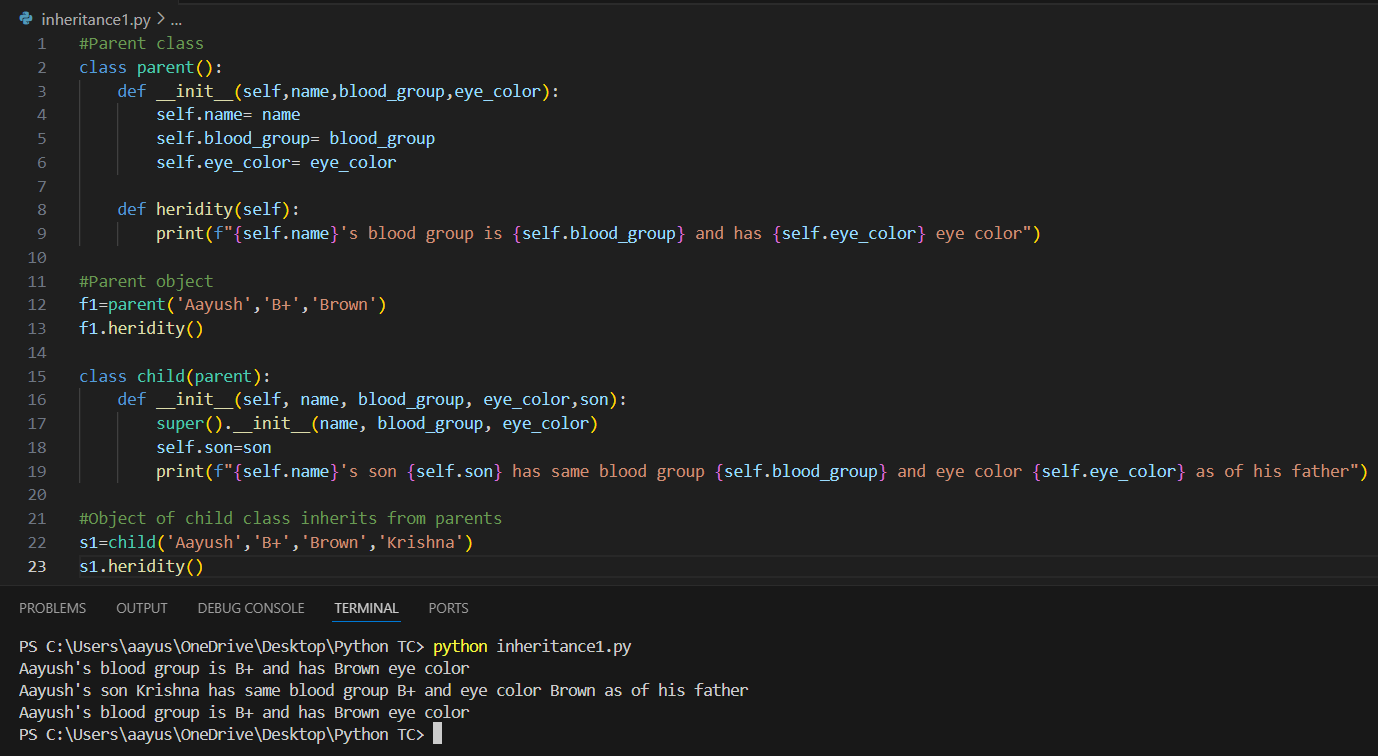 inheritance1.py > ...
1 #Parent class
2 class parent():
3     def __init__(self,name,blood_group,eye_color):
4         self.name= name
5         self.blood_group= blood_group
6         self.eye_color= eye_color
7
8     def heridity(self):
9         print(f"{self.name}'s blood group is {self.blood_group} and has {self.eye_color} eye color")
10
11 #Parent object
12 f1=parent('Aayush','B+','Brown')
13 f1.heridity()
14
15 class child(parent):
16     def __init__(self, name, blood_group, eye_color,son):
17         super().__init__(name, blood_group, eye_color)
18         self.son=son
19         print(f"{self.name}'s son {self.son} has same blood group {self.blood_group} and eye color {self.eye_color} as of his father")
20
21 #Object of child class inherits from parents
22 s1=child('Aayush','B+','Brown','Krishna')
23 s1.heridity()
PROBLEMS OUTPUT DEBUG CONSOLE TERMINAL PORTS
PS C:\Users\aayus\OneDrive\Desktop\Python TC> python inheritance1.py
Aayush's blood group is B+ and has Brown eye color
Aayush's son Krishna has same blood group B+ and eye color Brown as of his father
Aayush's blood group is B+ and has Brown eye color
PS C:\Users\aayus\OneDrive\Desktop\Python TC>